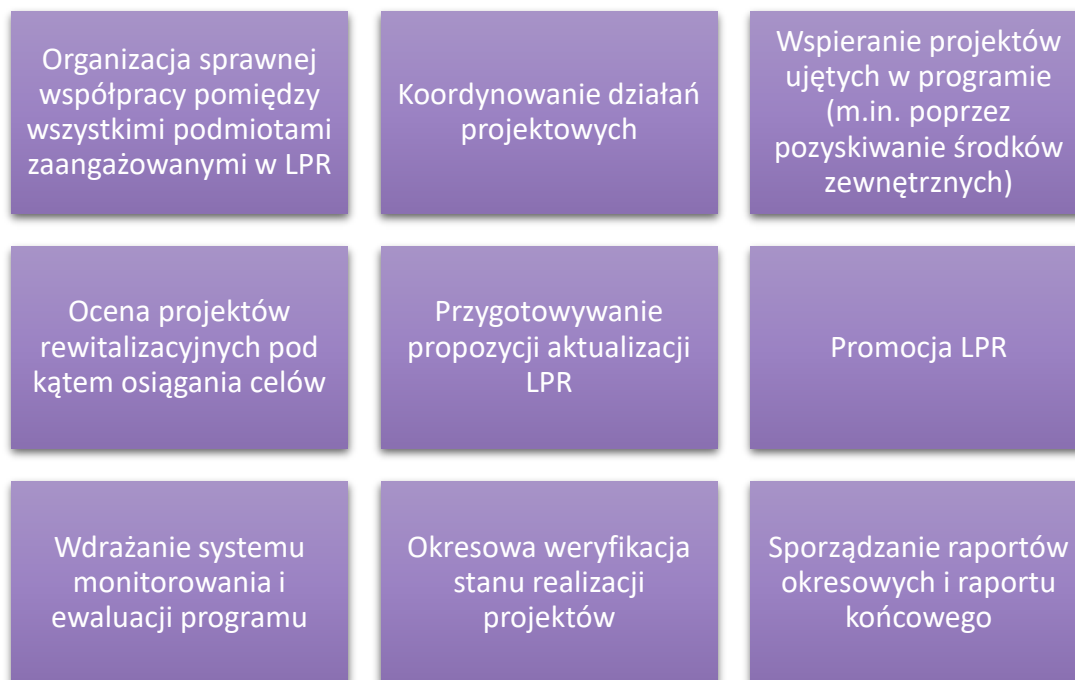 Organizacja sprawnej
współpracy pomiędzy
wszystkimi podmiotami
zaangażowanymi w LPR
Koordynowanie działań
projektowych
Wspieranie projektów
ujętych w programie
(m.in. poprzez
pozyskiwanie środków
zewnętrznych)
Ocena projektów
rewitalizacyjnych pod
kątem osiągania celów
Przygotowywanie
propozycji aktualizacji
LPR
Promocja LPR
Wdrażanie systemu
monitorowania i
ewaluacji programu
Okresowa weryfikacja
stanu realizacji
projektów
Sporządzanie raportów
okresowych i raportu
końcowego